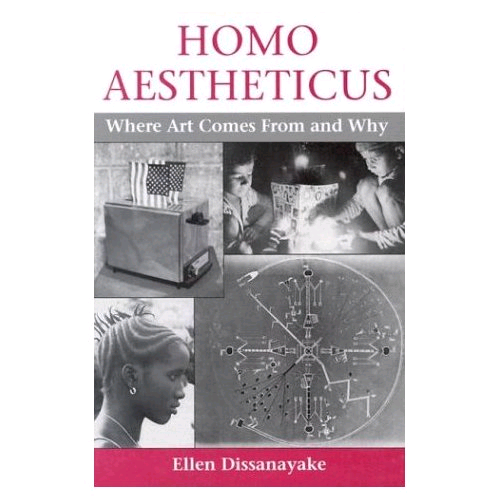 HOMO
AESTHETICUS
Where Art Comes From and Why
Ellen Dissanayake